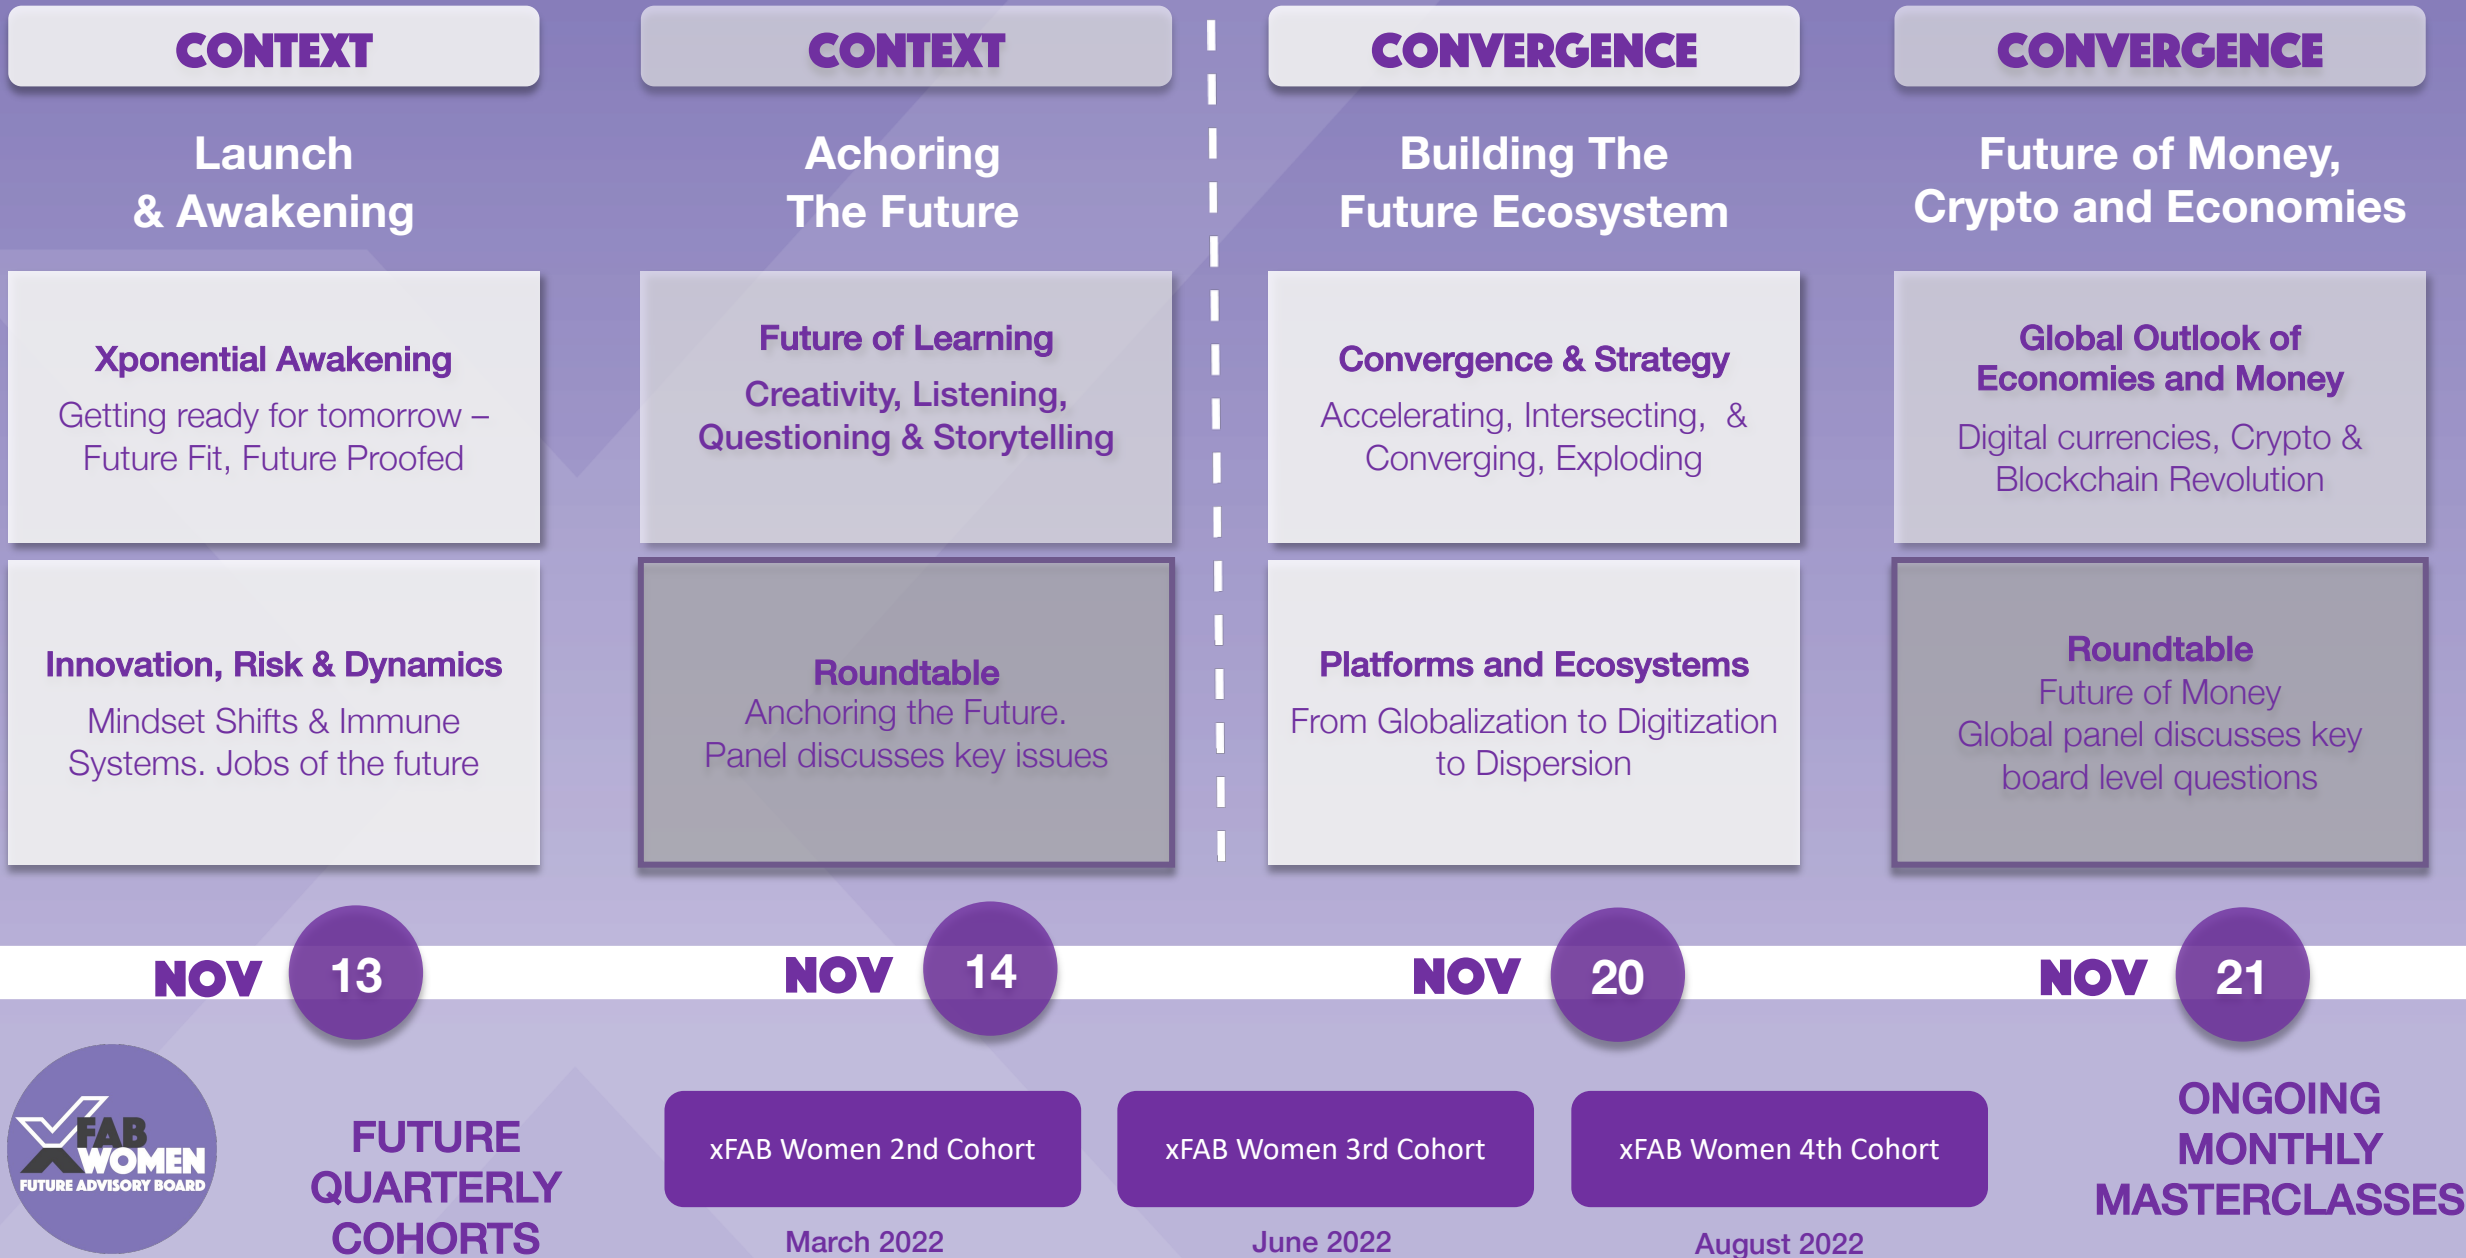 CONTEXT
Launch
& Awakening
Xponential Awakening
Getting ready for tomorrow –
Future Fit, Future Proofed
Innovation, Risk & Dynamics
Mindset Shifts & Immune
Systems. Jobs of the future
NOV 13
CONTEXT
Achoring
The Future
Future of Learning
Creativity, Listening,
Questioning & Storytelling
Roundtable
Anchoring the Future.
Panel discusses key issues
NOV 14
CONVERGENCE
Building The
Future Ecosystem
Convergence & Strategy
Accelerating, Intersecting, &
Converging, Exploding
Platforms and Ecosystems
From Globalization to Digitization
to Dispersion
NOV 20
CONVERGENCE
Future of Money,
Crypto and Economies
Global Outlook of
Economies and Money
Digital currencies, Crypto &
Blockchain Revolution
Roundtable
Future of Money
Global panel discusses key
board level questions
NOV 21
X FAB
WOMEN
FUTURE ADVISORY BOARD
FUTURE
QUARTERLY
COHORTS
xFAB Women 2nd Cohort
March 2022
xFAB Women 3rd Cohort
June 2022
xFAB Women 4th Cohort
August 2022
ONGOING
MONTHLY
MASTERCLASSES